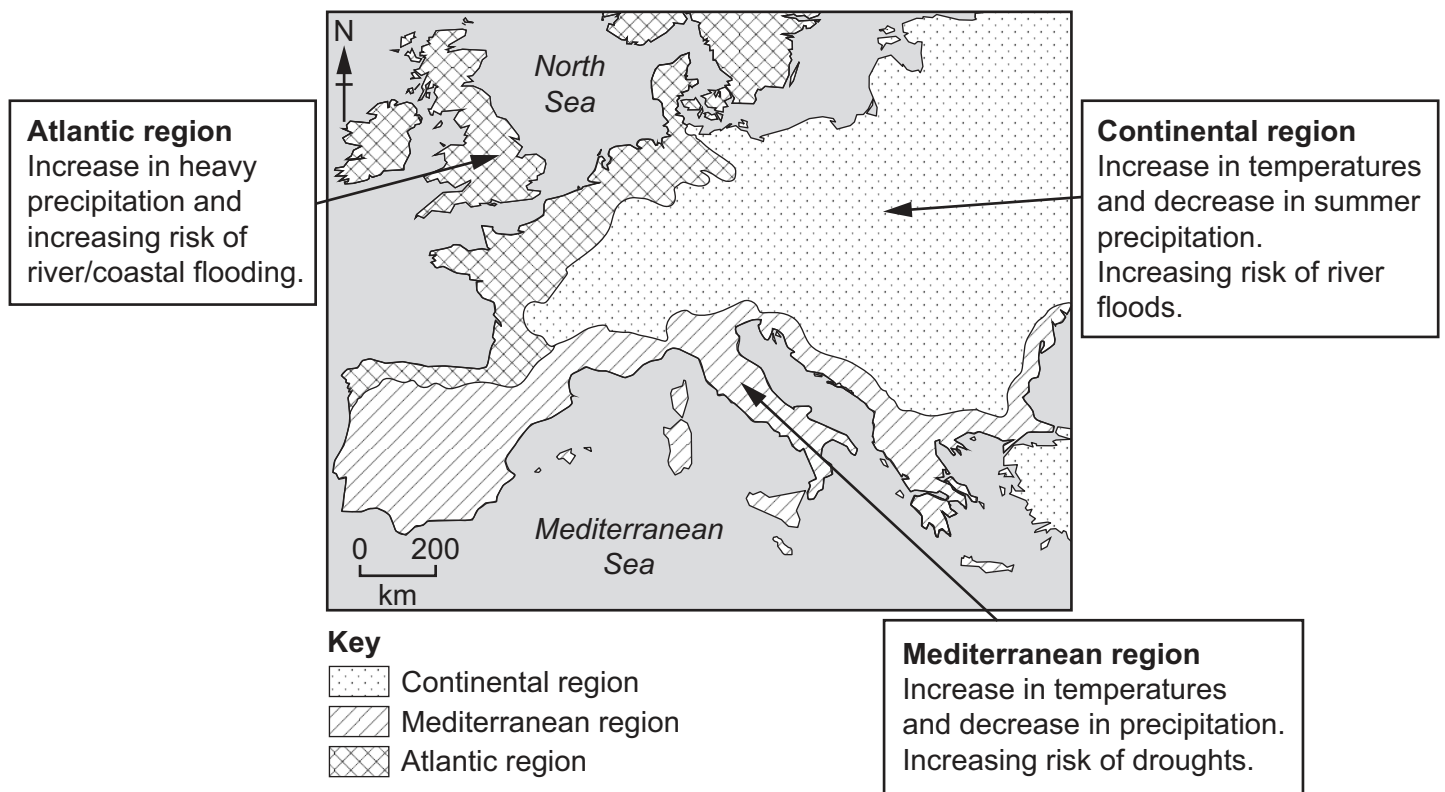 N
North
Sea
Atlantic region
Increase in heavy
precipitation and
increasing risk of
river/coastal flooding.
Continental region
Increase in temperatures
and decrease in summer
precipitation.
Increasing risk of river
floods.
Mediterranean
Sea
0 200
km
Key
Continental region
Mediterranean region
Atlantic region
Mediterranean region
Increase in temperatures
and decrease in precipitation.
Increasing risk of droughts.